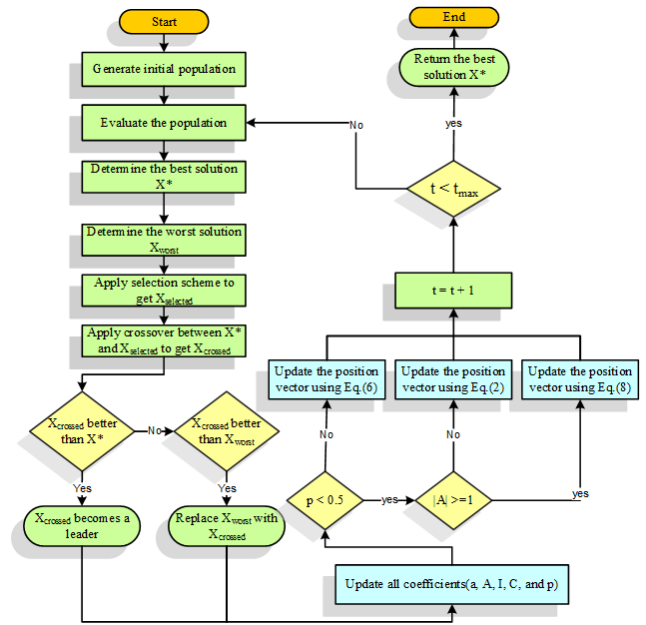 Start
Generate initial population
Evaluate the population
Determine the best solution
X*
Determine the worst solution
Xworst
Apply selection scheme to
get Xselected
Apply crossover between X*
and Xselected to get Xcrossed
Xcrossed better
than X*
No
Xcrossed better
than Xworst
Yes
Yes
Xcrossed becomes a
leader
Replace Xworst with
Xcrossed
Update all coefficients(a, A, I, C, and p)
p < 0.5
yes
|A| >=1
yes
No
No
Update the position
vector using Eq.(6)
Update the position
vector using Eq.(2)
Update the position
vector using Eq.(8)
t = t + 1
t < tmax
No
yes
Return the best
solution X*
End